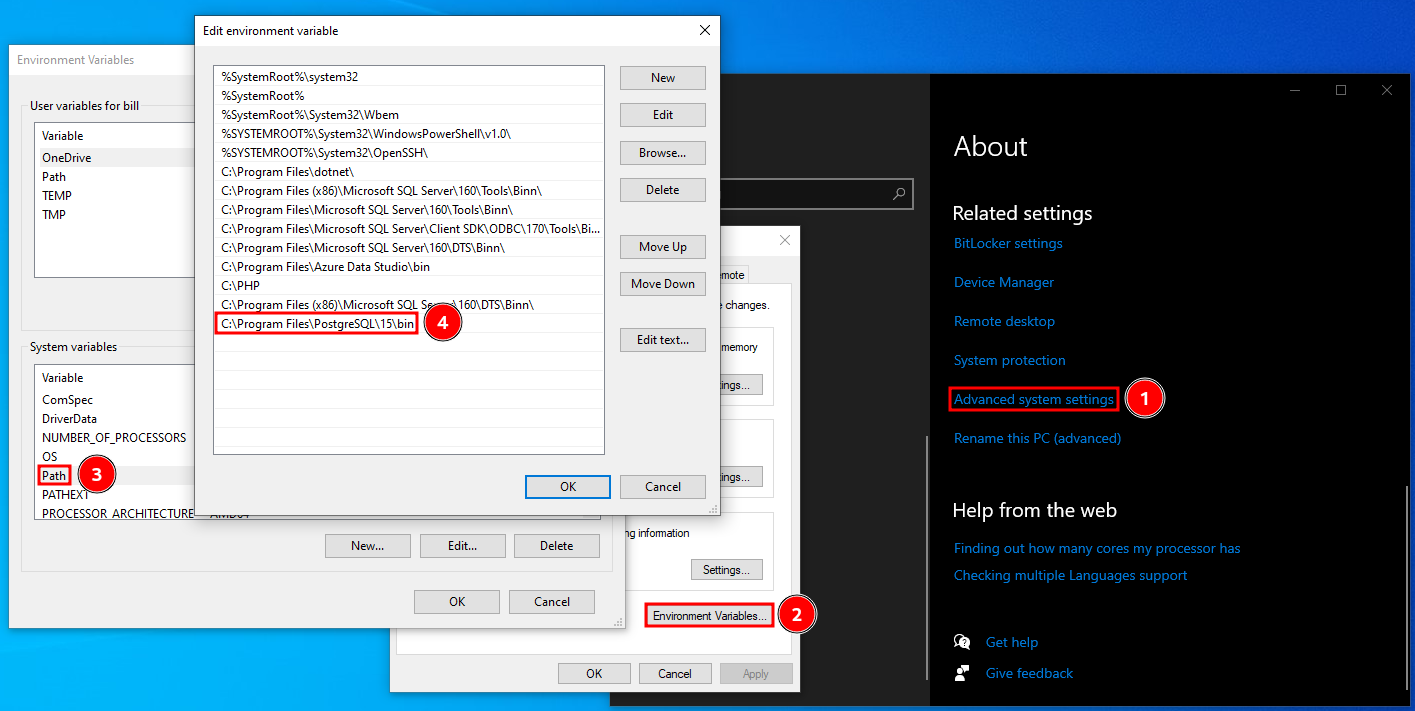 Edit environment variable
%SystemRoot%\system32
%SystemRoot%
%SystemRoot%\System32\Wbem
%SYSTEMROOT%\System32\WindowsPowerShell\v1.0\
%SYSTEMROOT%\System32\OpenSSH\
C:\Program Files\dotnet\
C:\Program Files (x86)\Microsoft SQL Server\160\Tools\Binn\
C:\Program Files\Microsoft SQL Server\160\Tools\Binn\
C:\Program Files\Microsoft SQL Server\Client SDK\ODBC\170\Tools\Bi...
C:\Program Files\Microsoft SQL Server\160\DTS\Binn\
C:\Program Files\Azure Data Studio\bin
C:\PHP
C:\Program Files (x86)\Microsoft SQL Server\160\DTS\Binn\
C:\Program Files\PostgreSQL\15\bin
4
New
Edit
Browse...
Delete
Move Up
Move Down
Edit text...
OK
Cancel
Environment Variables
User variables for bill
Variable
OneDrive
Path
TEMP
TMP
System variables
Variable
ComSpec
DriverData
NUMBER_OF_PROCESSORS
OS
Path
3
PATHEXT
PROCESSOR_ARCHITECTURE AMD64
New...
Edit...
Delete
OK
Cancel
mote
changes.
memory
ings...
ings...
ng information
Settings...
Environment Variables...
2
OK
Cancel
Apply
About
Related settings
BitLocker settings
Device Manager
Remote desktop
System protection
Advanced system settings
1
Rename this PC (advanced)
Help from the web
Finding out how many cores my processor has
Checking multiple Languages support
Get help
Give feedback